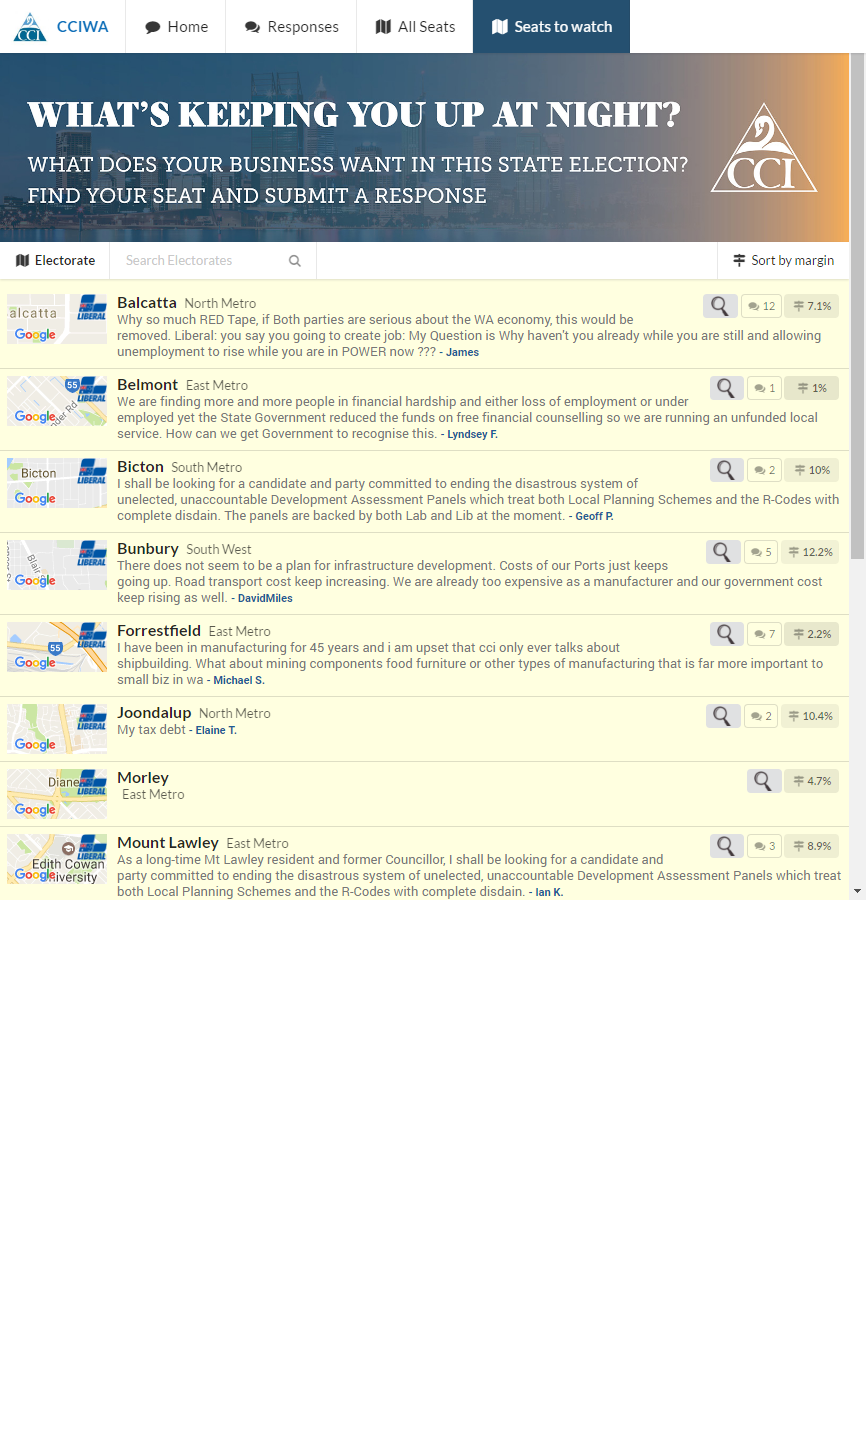 CCI CCIWA Home Responses All Seats Seats to watch
WHAT'S KEEPING YOU UP AT NIGHT?
WHAT DOES YOUR BUSINESS WANT IN THIS STATE ELECTION?
FIND YOUR SEAT AND SUBMIT A RESPONSE
CCI
Electorate Search Electorates Sort by margin
alcatta LIBERAL Google
Balcatta North Metro 12 7.1%
Why so much RED Tape, if Both parties are serious about the WA economy, this would be
removed. Liberal: you say you going to create job: My Question is Why haven't you already while you are still and allowing
unemployment to rise while you are in POWER now ??? - James
55 LIBERAL Google der Rd
Belmont East Metro 1 1%
We are finding more and more people in financial hardship and either loss of employment or under
employed yet the State Government reduced the funds on free financial counselling so we are running an unfunded local
service. How can we get Government to recognise this. - Lyndsey F.
Bicton LIBERAL Google
Bicton South Metro 2 10%
I shall be looking for a candidate and party committed to ending the disastrous system of
unelected, unaccountable Development Assessment Panels which treat both Local Planning Schemes and the R-Codes with
complete disdain. The panels are backed by both Lab and Lib at the moment. - Geoff P.
Blair LIBERAL Google
Bunbury South West 5 12.2%
There does not seem to be a plan for infrastructure development. Costs of our Ports just keeps
going up. Road transport cost keep increasing. We are already too expensive as a manufacturer and our government cost
keep rising as well. - DavidMiles
55 LIBERAL Google
Forrestfield East Metro 7 2.2%
I have been in manufacturing for 45 years and i am upset that cci only ever talks about
shipbuilding. What about mining components food furniture or other types of manufacturing that is far more important to
small biz in wa - Michael S.
LIBERAL Google
Joondalup North Metro 2 10.4%
My tax debt - Elaine T.
Diane LIBERAL Google
Morley 4.7%
East Metro
LIBERAL Edith Cowan Google niversity
Mount Lawley East Metro 3 8.9%
As a long-time Mt Lawley resident and former Councillor, I shall be looking for a candidate and
party committed to ending the disastrous system of unelected, unaccountable Development Assessment Panels which treat
both Local Planning Schemes and the R-Codes with complete disdain. - Ian K.